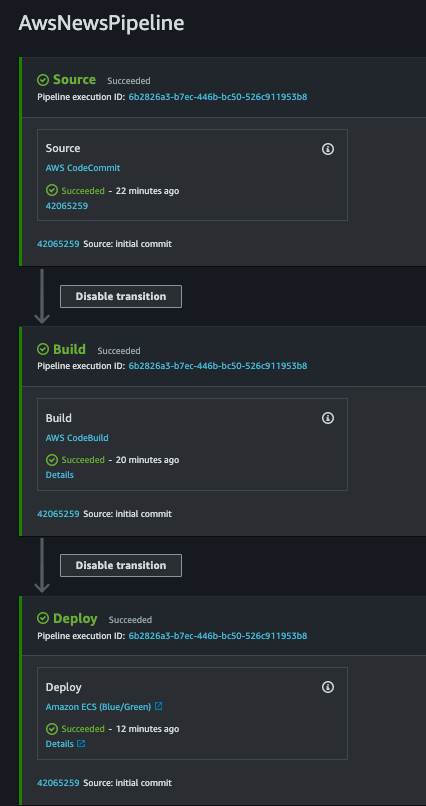 AwsNewsPipeline
Source Succeeded
Pipeline execution ID: 6b2826a3-b7ec-446b-bc50-526c911953b8
Source
AWS CodeCommit
Succeeded - 22 minutes ago
42065259
42065259 Source: initial commit
Disable transition
Build Succeeded
Pipeline execution ID: 6b2826a3-b7ec-446b-bc50-526c911953b8
Build
AWS CodeBuild
Succeeded - 20 minutes ago
Details
42065259 Source: initial commit
Disable transition
Deploy Succeeded
Pipeline execution ID: 6b2826a3-b7ec-446b-bc50-526c911953b8
Deploy
Amazon ECS (Blue/Green)
Succeeded - 12 minutes ago
Details
42065259 Source: initial commit